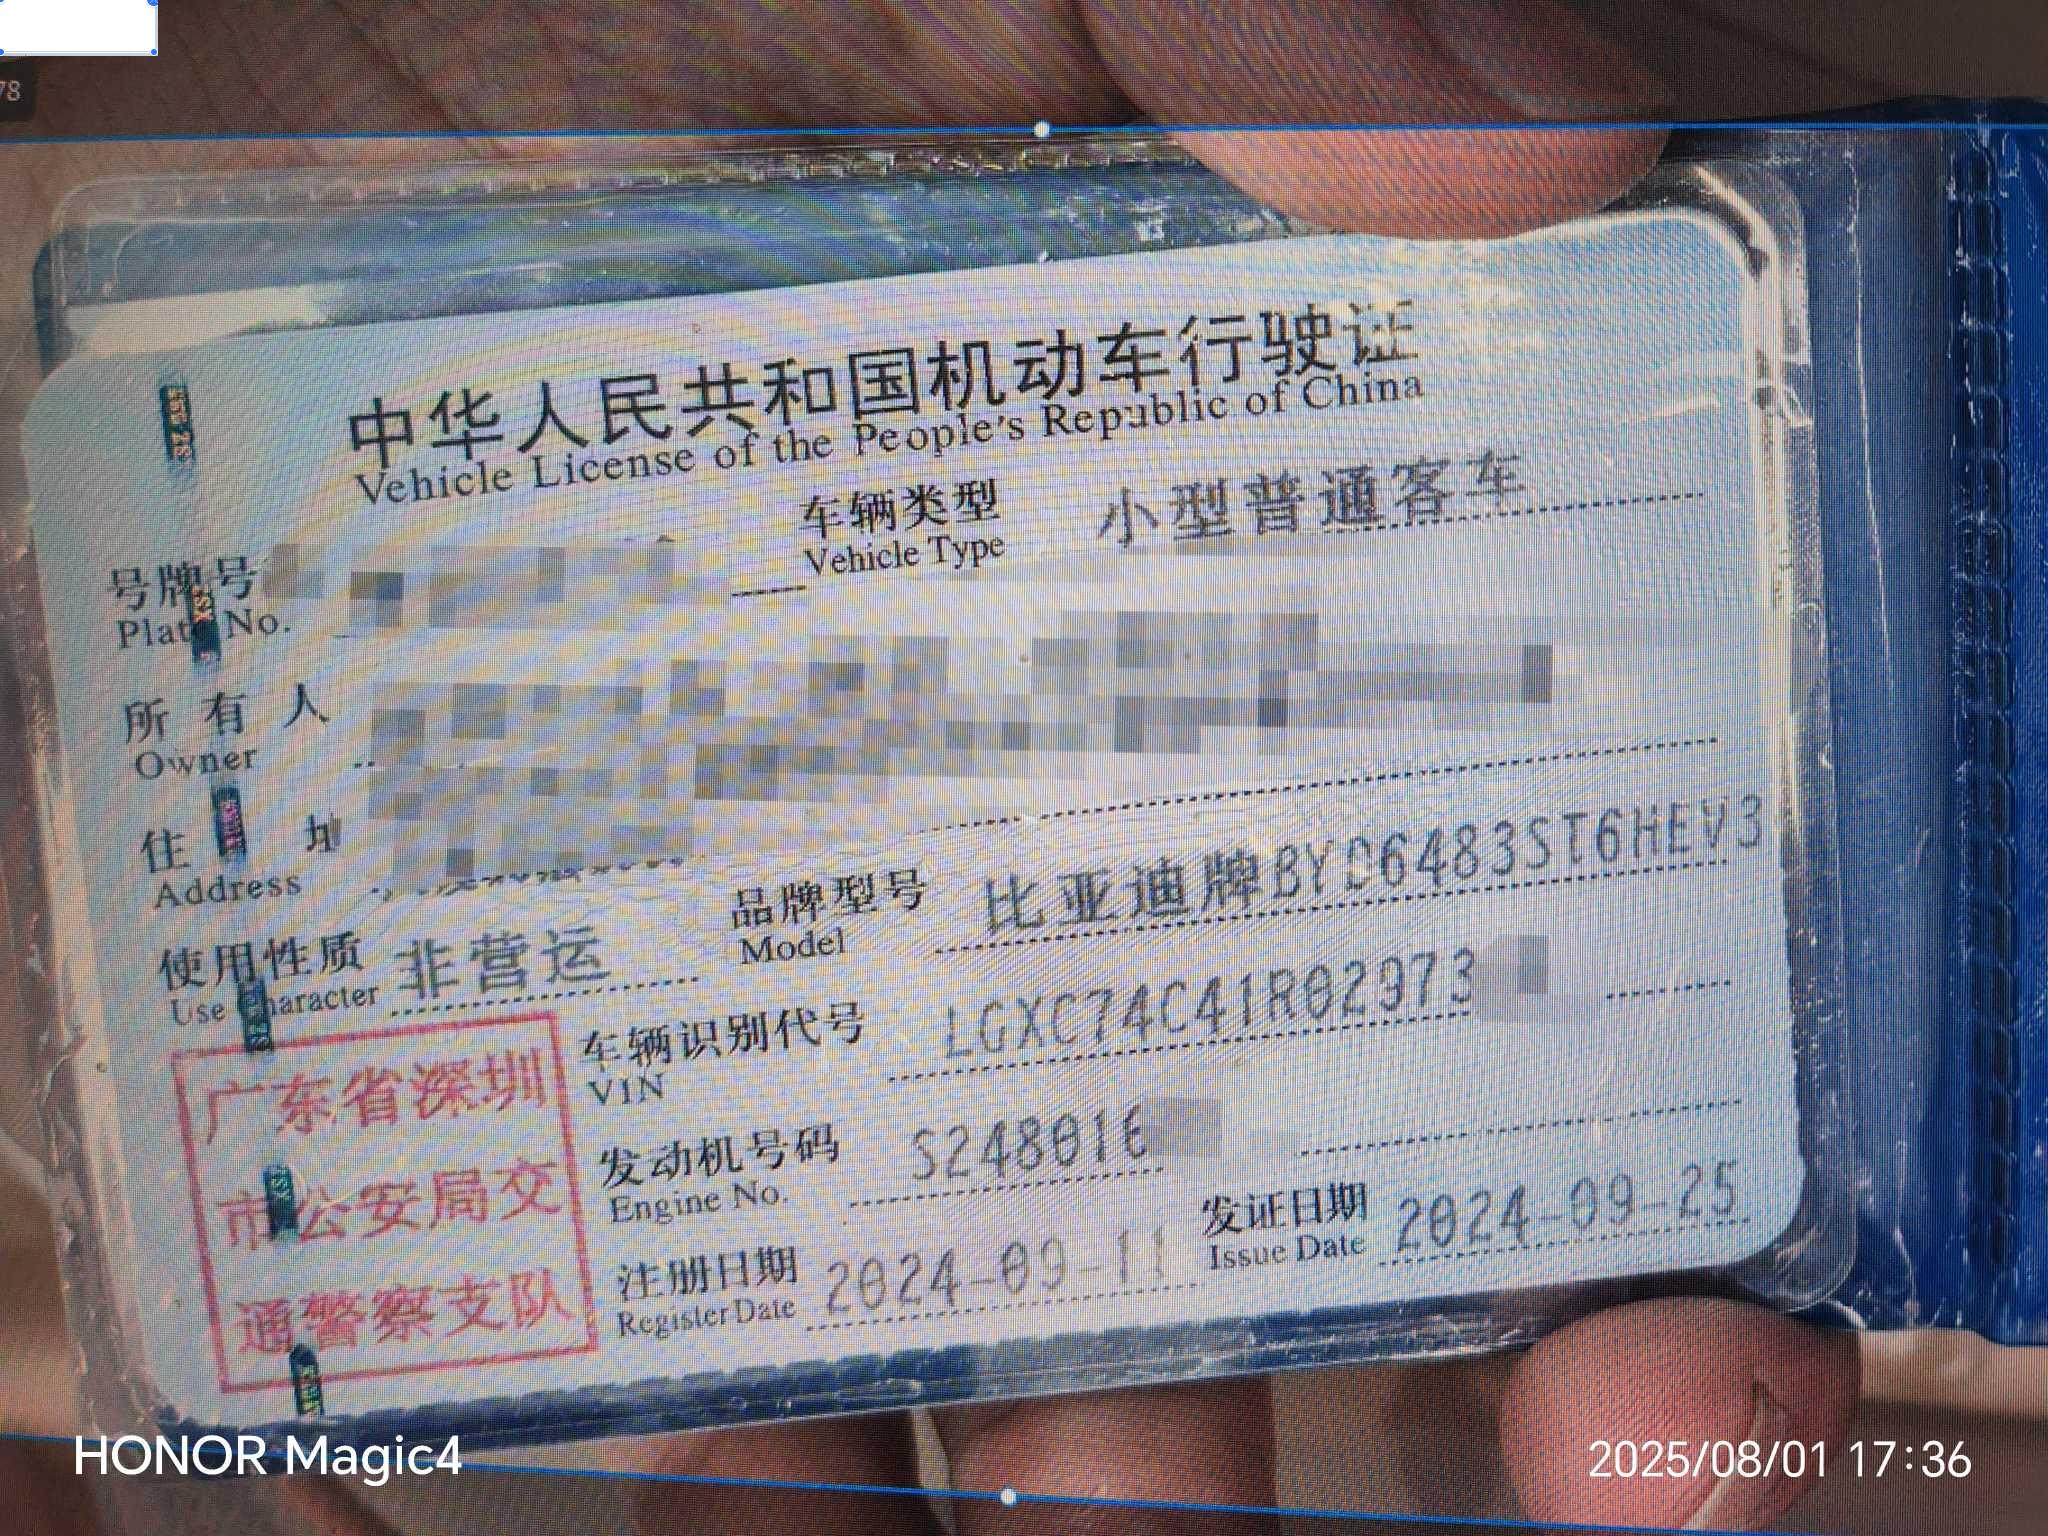 78
中华人民共和国机动车行驶证
Vehicle License of the People's Republic of China
号牌号
Plate No.
车辆类型 小型普通客车
Vehicle Type
所有人
Owner
住址
Address
使用性质 非营运
Use Character
品牌型号 比亚迪牌BYD6483ST6HEV3
Model
车辆识别代号 LGXC74C41R02973
VIN
发动机号码 S248016
Engine No.
注册日期 2024-09-11
Register Date
发证日期 2024-09-25
Issue Date
广东省深圳
市公安局交
通警察支队
HONOR Magic4
2025/08/01 17:36